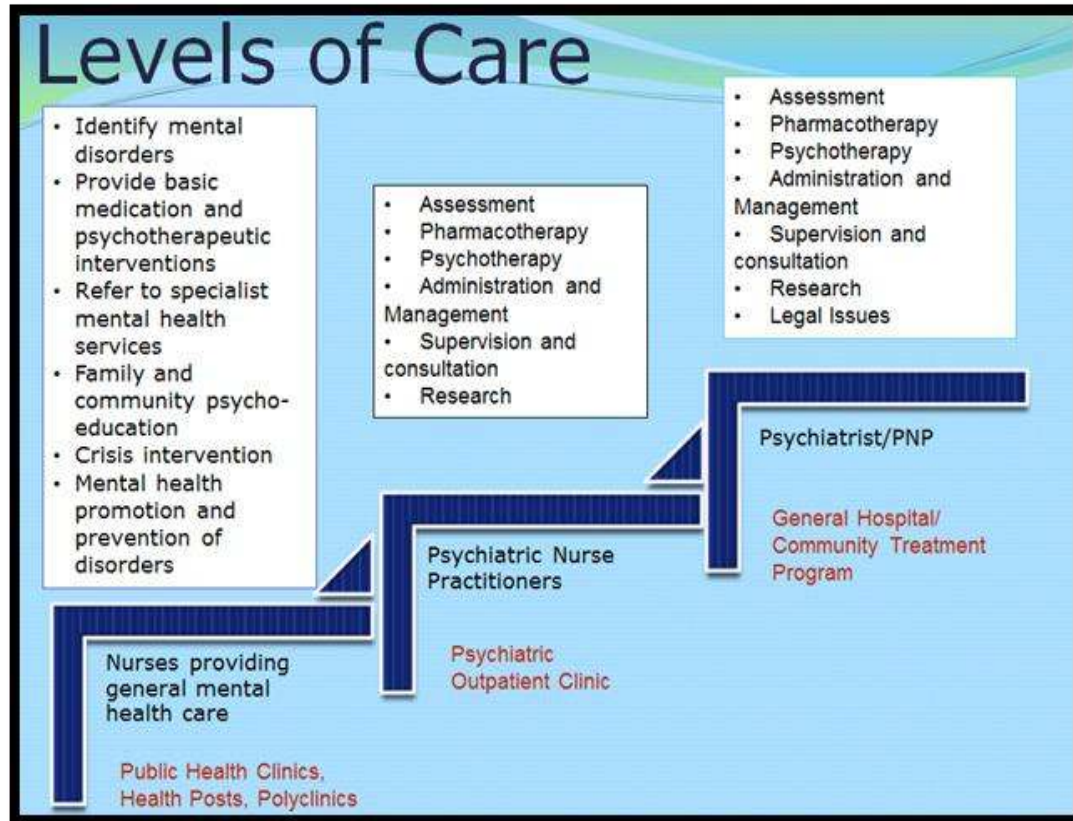 Levels of Care
• Identify mental
disorders
• Provide basic
medication and
psychotherapeutic
interventions
• Refer to specialist
mental health
services
• Family and
community psycho-
education
• Crisis intervention
• Mental health
promotion and
prevention of
disorders
Nurses providing
general mental
health care
Public Health Clinics,
Health Posts, Polyclinics
• Assessment
• Pharmacotherapy
• Psychotherapy
• Administration and
Management
• Supervision and
consultation
• Research
Psychiatric Nurse
Practitioners
Psychiatric
Outpatient Clinic
• Assessment
• Pharmacotherapy
• Psychotherapy
• Administration and
Management
• Supervision and
consultation
• Research
• Legal Issues
Psychiatrist/PNP
General Hospital/
Community Treatment
Program